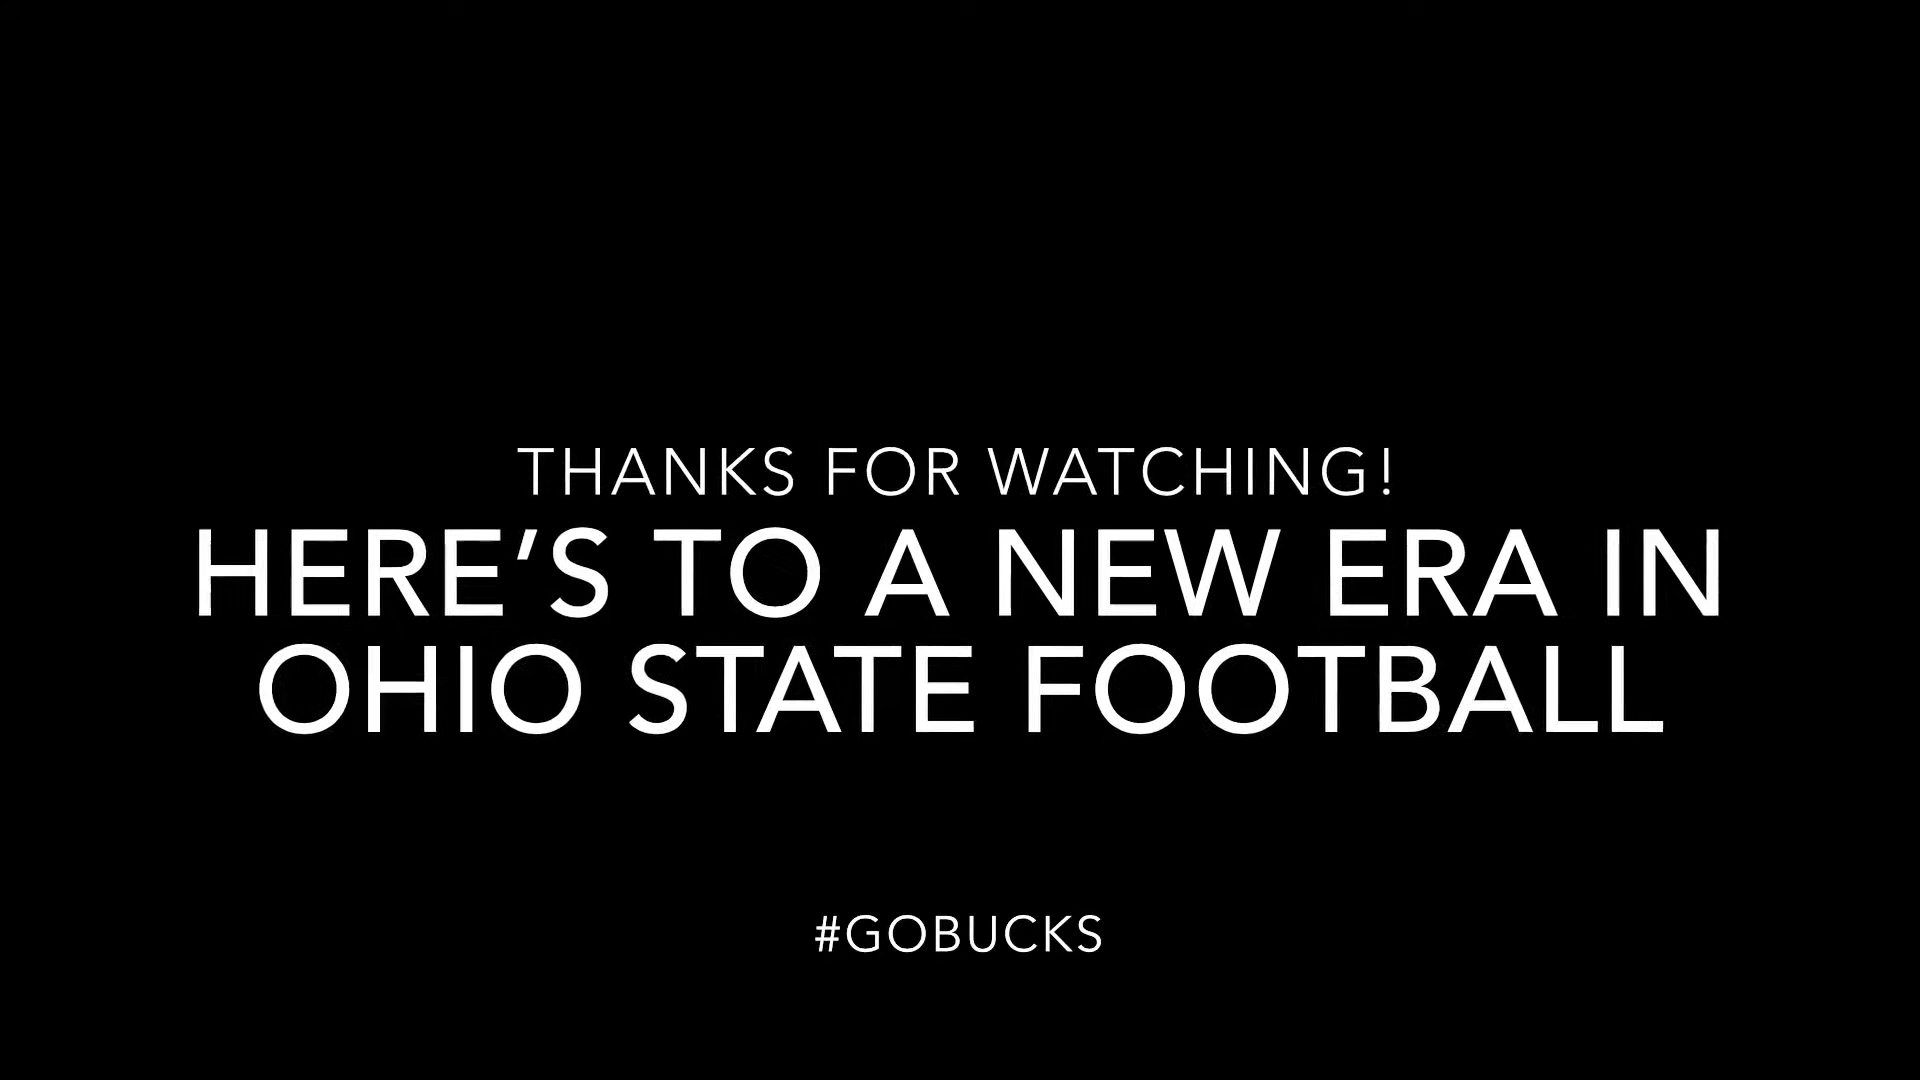 THANKS FOR WATCHING!
HERE’S TO A NEW ERA IN
OHIO STATE FOOTBALL
#GOBUCKS